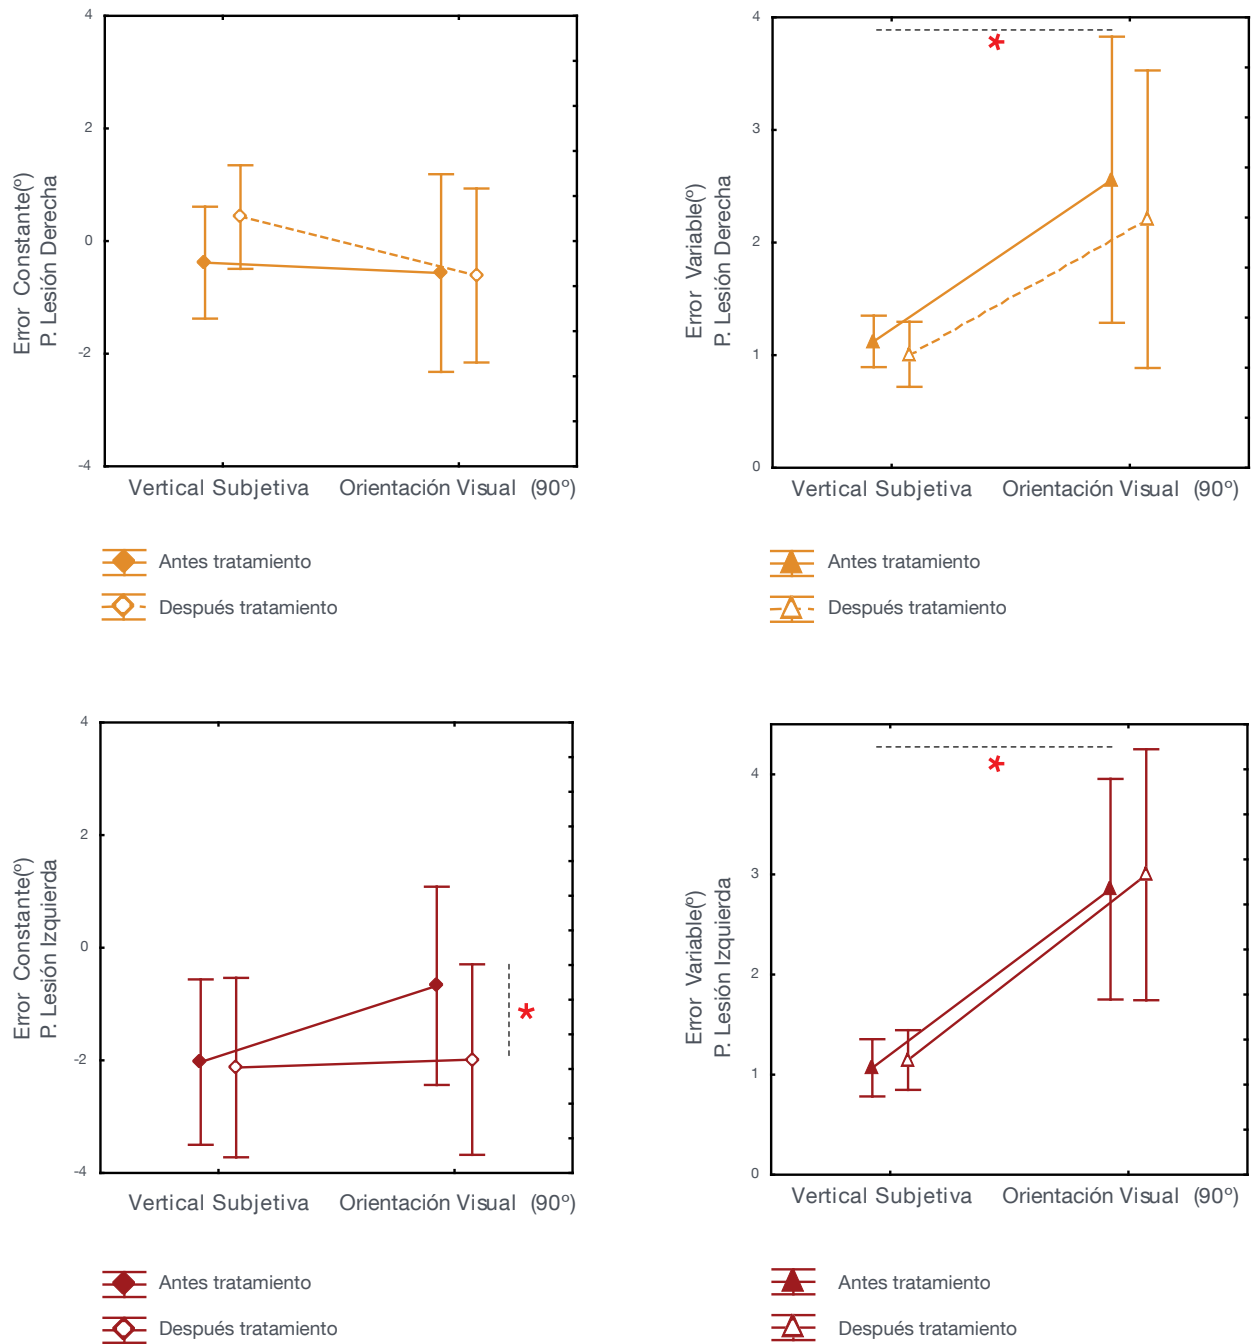 4
2
0
-2
-4
Error Constante(º)
P. Lesión Derecha
Vertical Subjetiva Orientación Visual (90º)
Antes tratamiento
Después tratamiento
4
3
2
1
0
Error Variable(º)
P. Lesión Derecha
*
Vertical Subjetiva Orientación Visual (90º)
Antes tratamiento
Después tratamiento
4
2
0
-2
-4
Error Constante(º)
P. Lesión Izquierda
*
Vertical Subjetiva Orientación Visual (90º)
Antes tratamiento
Después tratamiento
4
3
2
1
0
Error Variable(º)
P. Lesión Izquierda
*
Vertical Subjetiva Orientación Visual (90º)
Antes tratamiento
Después tratamiento